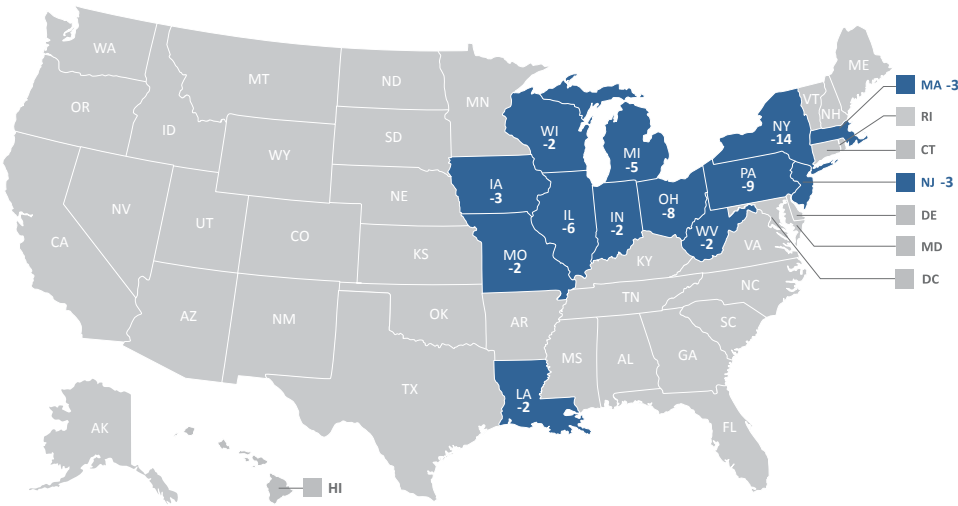 WA
OR
CA
ID
NV
UT
AZ
MT
WY
CO
NM
ND
SD
NE
KS
OK
TX
MN
IA
-3
MO
-2
AR
LA
-2
WI
-2
IL
-6
MI
-5
IN
-2
OH
-8
KY
TN
MS
AL
GA
FL
SC
NC
VA
WV
-2
PA
-9
NY
-14
VT
NH
ME
MA -3
RI
CT
NJ -3
DE
MD
DC
AK
HI